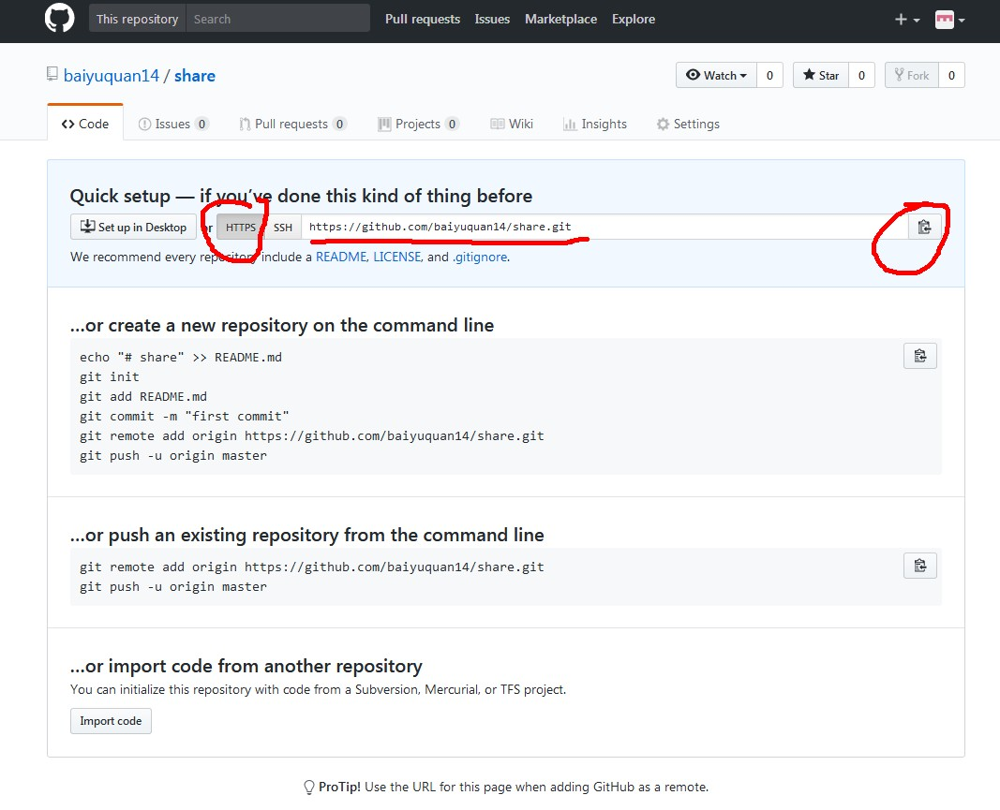 This repository Search Pull requests Issues Marketplace Explore
baiyuquan14 / share Watch 0 Star 0 Fork 0
Code Issues 0 Pull requests 0 Projects 0 Wiki Insights Settings
Quick setup — if you've done this kind of thing before
Set up in Desktop or HTTPS SSH https://github.com/baiyuquan14/share.git
We recommend every repository include a README, LICENSE, and .gitignore.
…or create a new repository on the command line
echo "# share" >> README.md
git init
git add README.md
git commit -m "first commit"
git remote add origin https://github.com/baiyuquan14/share.git
git push -u origin master
…or push an existing repository from the command line
git remote add origin https://github.com/baiyuquan14/share.git
git push -u origin master
…or import code from another repository
You can initialize this repository with code from a Subversion, Mercurial, or TFS project.
Import code
ProTip! Use the URL for this page when adding GitHub as a remote.